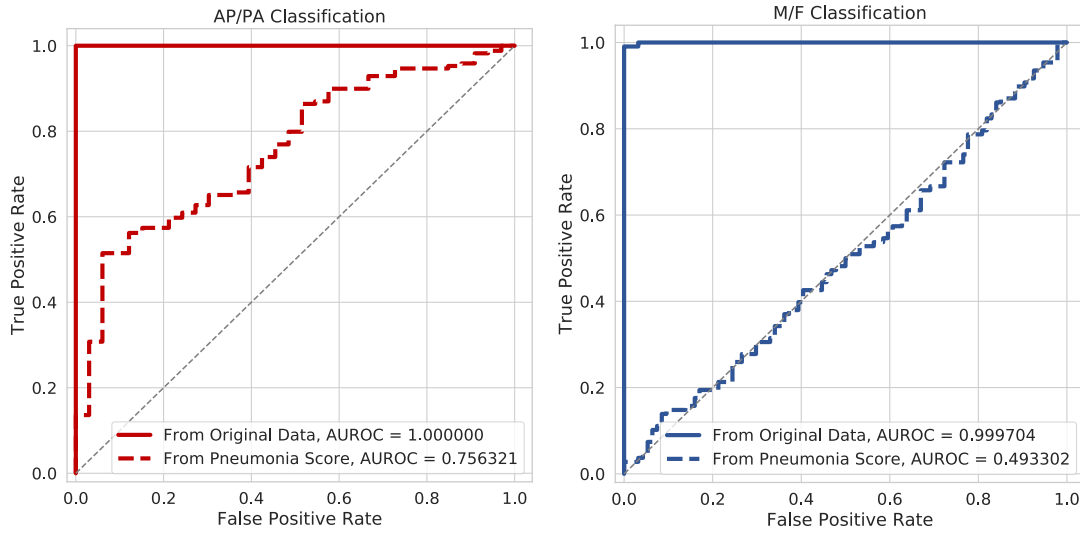 AP/PA Classification
True Positive Rate
1.0
0.8
0.6
0.4
0.2
0.0
From Original Data, AUROC = 1.000000
From Pneumonia Score, AUROC = 0.756321
0.0 0.2 0.4 0.6 0.8 1.0
False Positive Rate
M/F Classification
True Positive Rate
1.0
0.8
0.6
0.4
0.2
0.0
From Original Data, AUROC = 0.999704
From Pneumonia Score, AUROC = 0.493302
0.0 0.2 0.4 0.6 0.8 1.0
False Positive Rate